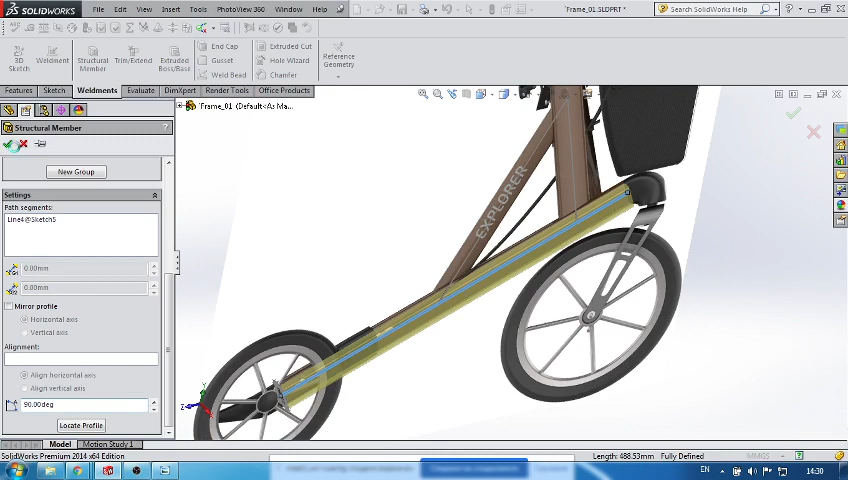 SOLIDWORKS File Edit View Insert Tools PhotoView 360 Window Help
'Frame_01.SLDPRT *
Search SolidWorks Help
3D Sketch
Weldment
Structural Member
Trim/Extend
Extruded Boss/Base
End Cap
Gusset
Weld Bead
Extruded Cut
Hole Wizard
Chamfer
Reference Geometry
Features Sketch Weldments Evaluate DimXpert Render Tools Office Products
Structural Member ?
'Frame_01 (Default<As Ma...
New Group
Settings
Path segments:
Line4@Sketch5
0.00mm
0.00mm
Mirror profile
Horizontal axis
Vertical axis
Alignment:
Align horizontal axis
Align vertical axis
90.00deg
Locate Profile
EXPLORER
Y
Z
Model Motion Study 1
SolidWorks Premium 2014 x64 Edition
Length: 488.53mm Fully Defined MMGS
EN 14:30